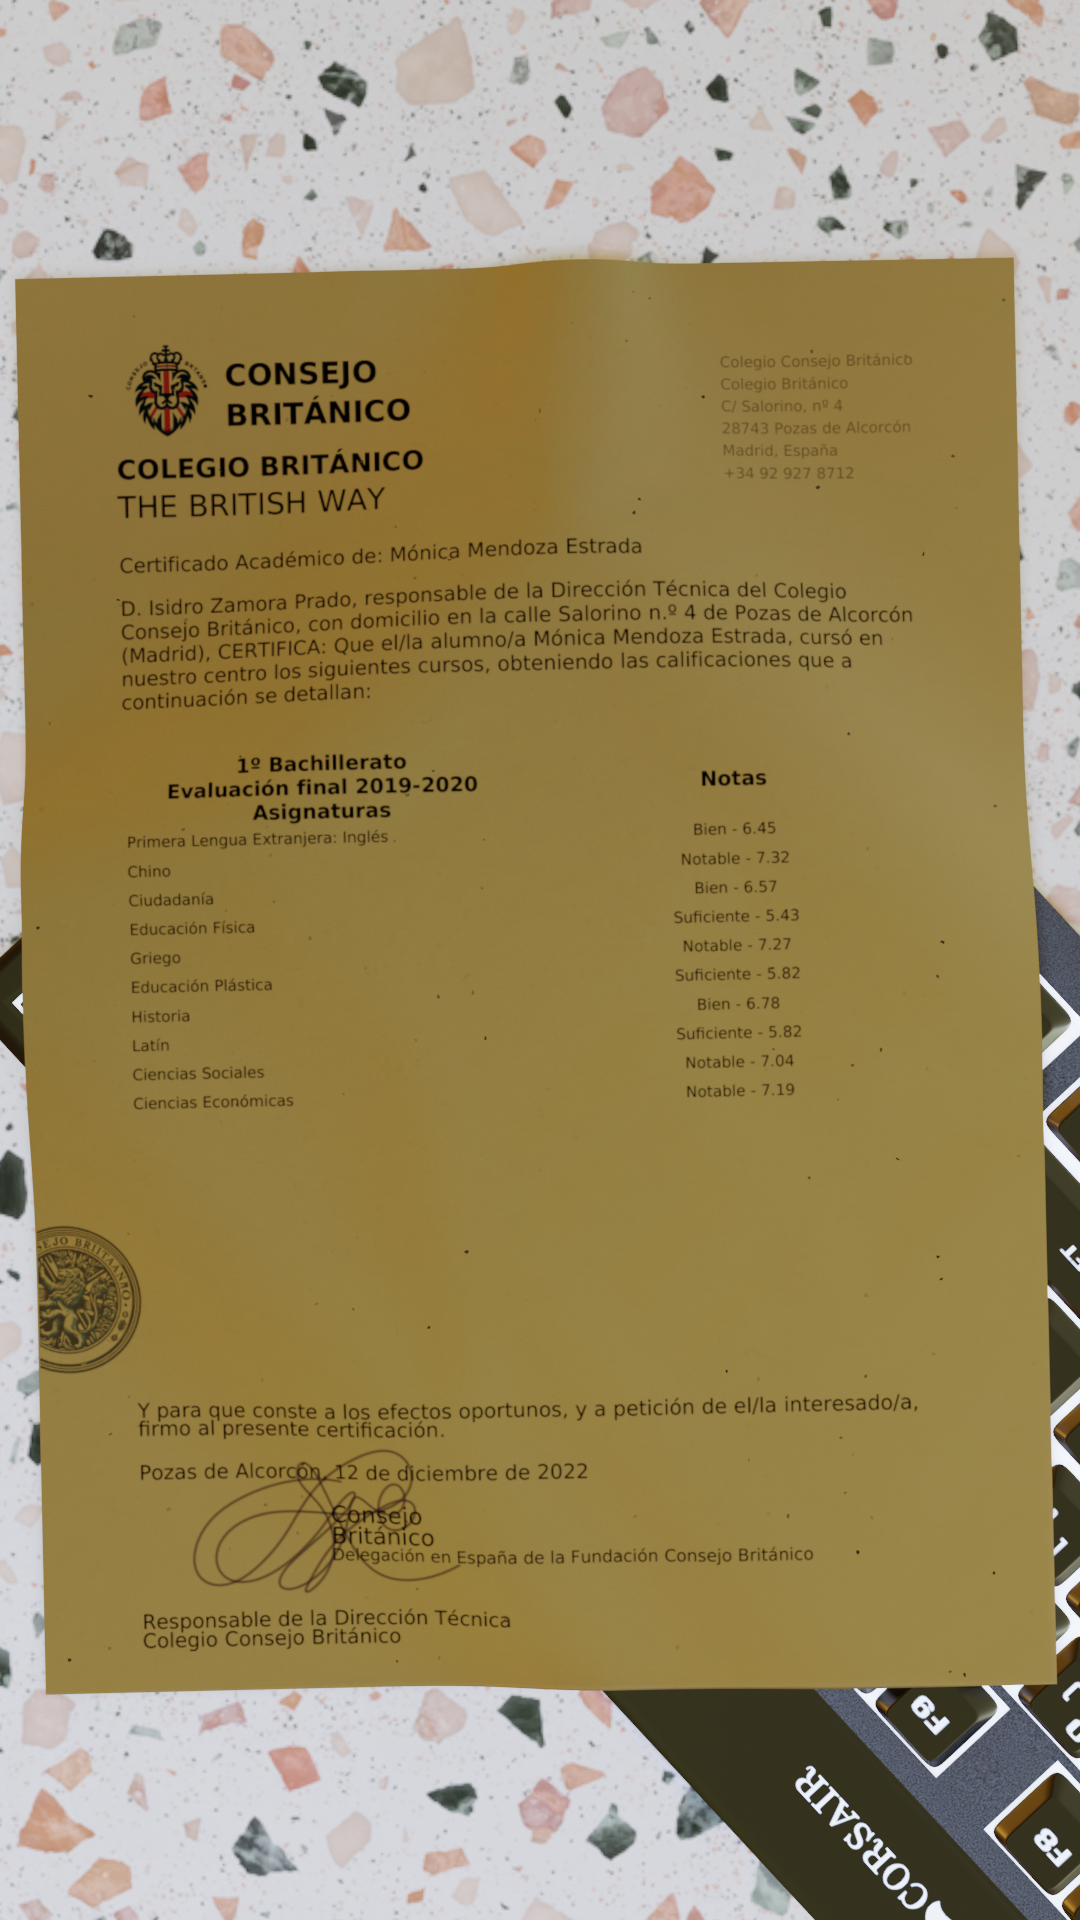 CONSEJO
BRITÁNICO
COLEGIO BRITÁNICO
THE BRITISH WAY
Colegio Consejo Británico
Colegio Británico
C/ Salorino, nº 4
28743 Pozas de Alcorcón
Madrid, España
+34 92 927 8712
Certificado Académico de: Mónica Mendoza Estrada
D. Isidro Zamora Prado, responsable de la Dirección Técnica del Colegio
Consejo Británico, con domicilio en la calle Salorino n.º 4 de Pozas de Alcorcón
(Madrid), CERTIFICA: Que el/la alumno/a Mónica Mendoza Estrada, cursó en
nuestro centro los siguientes cursos, obteniendo las calificaciones que a
continuación se detallan:
1º Bachillerato
Evaluación final 2019-2020
Asignaturas
Notas
Primera Lengua Extranjera: Inglés
Bien - 6.45
Chino
Notable - 7.32
Ciudadanía
Bien - 6.57
Educación Física
Suficiente - 5.43
Griego
Notable - 7.27
Educación Plástica
Suficiente - 5.82
Historia
Bien - 6.78
Latín
Suficiente - 5.82
Ciencias Sociales
Notable - 7.04
Ciencias Económicas
Notable - 7.19
EJO BRIITAANMO
Y para que conste a los efectos oportunos, y a petición de el/la interesado/a,
firmo al presente certificación.
Pozas de Alcorcón, 12 de diciembre de 2022
Consejo
Británico
Delegación en España de la Fundación Consejo Británico
Responsable de la Dirección Técnica
Colegio Consejo Británico
F9
F8
CORSAIR